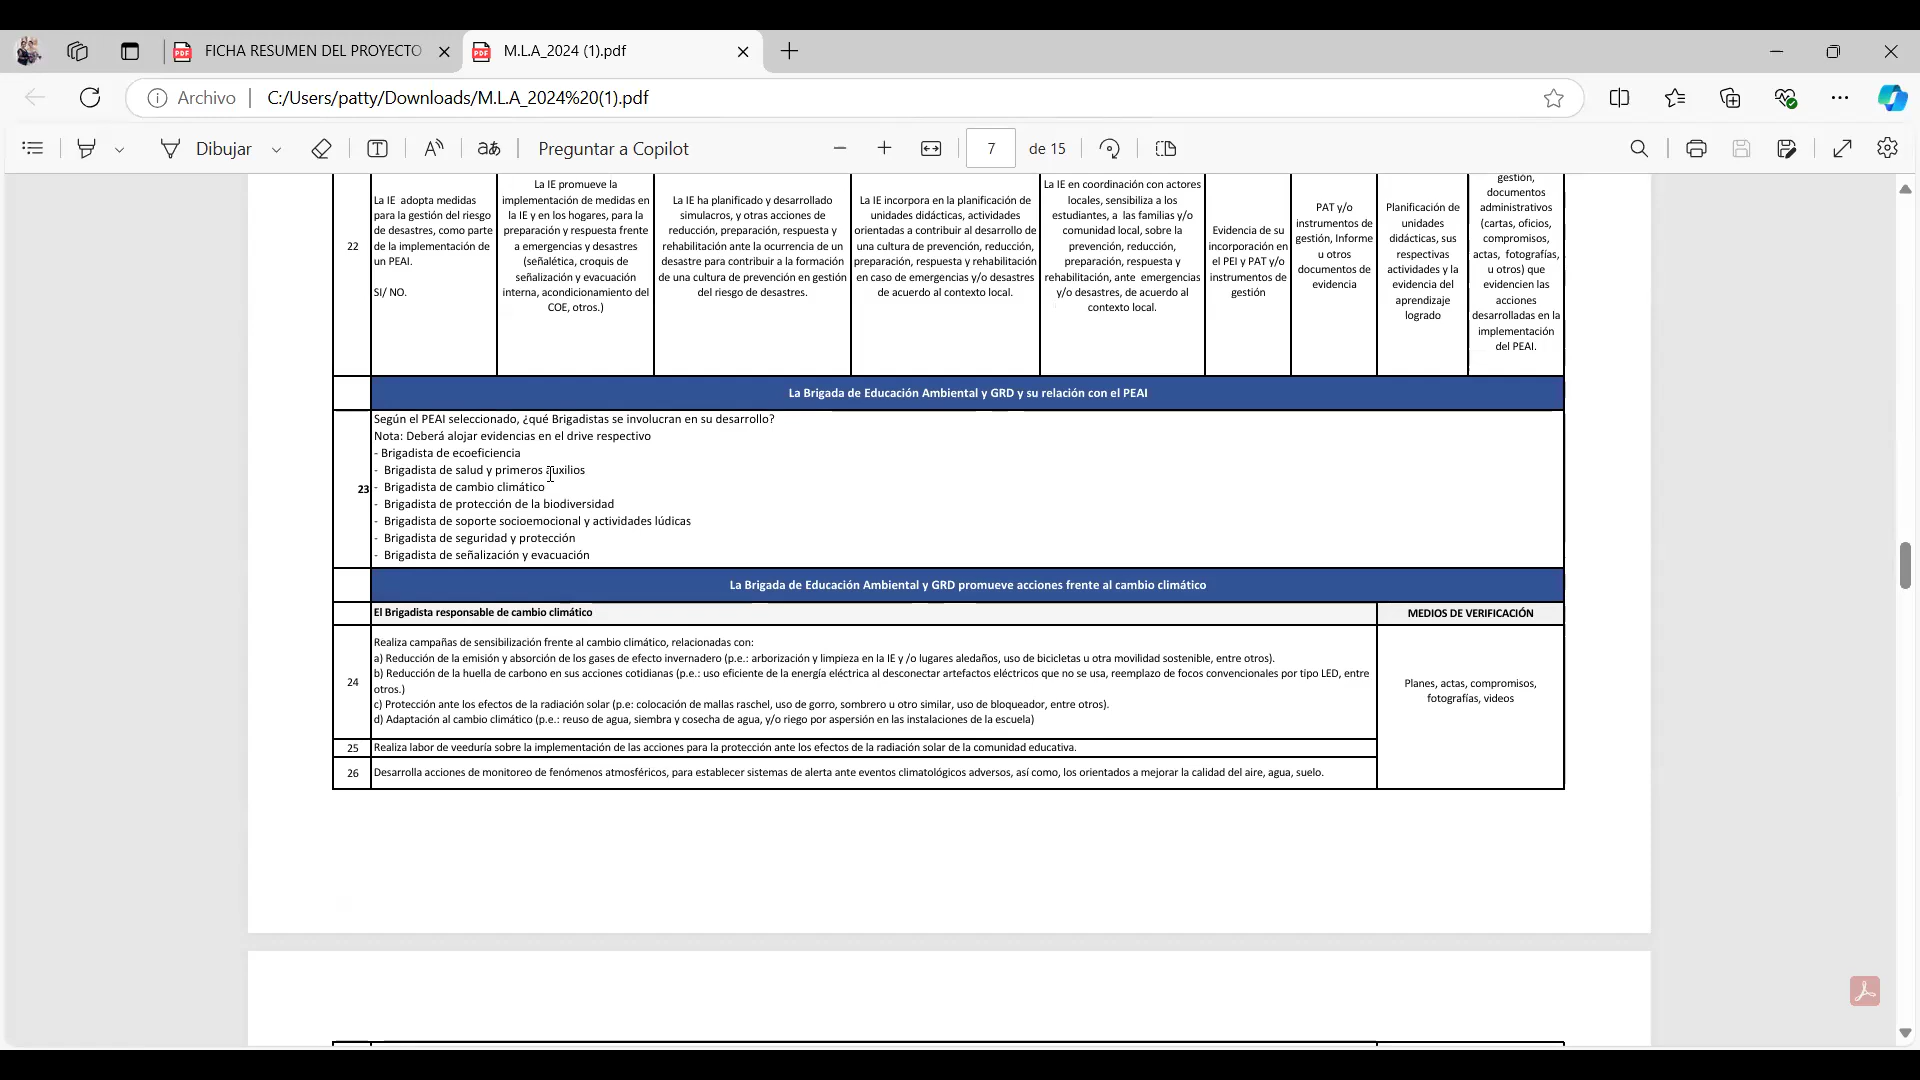 FICHA RESUMEN DEL PROYECTO
M.L.A_2024 (1).pdf
Archivo
C:/Users/patty/Downloads/M.L.A_2024%20(1).pdf
Dibujar
aあ
Preguntar a Copilot
7
de 15
22
La IE adopta medidas
para la gestión del riesgo
de desastres, como parte
de la implementación de
un PEAI.
SI/ NO.
La IE promueve la
implementación de medidas en
la IE y en los hogares, para la
preparación y respuesta frente
a emergencias y desastres
(señalética, croquis de
señalización y evacuación
interna, acondicionamiento del
COE, otros.)
La IE ha planificado y desarrollado
simulacros, y otras acciones de
reducción, preparación, respuesta y
rehabilitación ante la ocurrencia de un
desastre para contribuir a la formación
de una cultura de prevención en gestión
del riesgo de desastres.
La IE incorpora en la planificación de
unidades didácticas, actividades
orientadas a contribuir al desarrollo de
una cultura de prevención, reducción,
preparación, respuesta y rehabilitación
en caso de emergencias y/o desastres
de acuerdo al contexto local.
La IE en coordinación con actores
locales, sensibiliza a los
estudiantes, a las familias y/o
comunidad local, sobre la
prevención, reducción,
preparación, respuesta y
rehabilitación, ante emergencias
y/o desastres, de acuerdo al
contexto local.
Evidencia de su
incorporación en
el PEI y PAT y/o
instrumentos de
gestión
PAT y/o
instrumentos de
gestión, Informe
u otros
documentos de
evidencia
Planificación de
unidades
didácticas, sus
respectivas
actividades y la
evidencia del
aprendizaje
logrado
gestión,
documentos
administrativos
(cartas, oficios,
compromisos,
actas, fotografías,
u otros) que
evidencien las
acciones
desarrolladas en la
implementación
del PEAI.
La Brigada de Educación Ambiental y GRD y su relación con el PEAI
23
Según el PEAI seleccionado, ¿qué Brigadistas se involucran en su desarrollo?
Nota: Deberá alojar evidencias en el drive respectivo
- Brigadista de ecoeficiencia
- Brigadista de salud y primeros auxilios
- Brigadista de cambio climático
- Brigadista de protección de la biodiversidad
- Brigadista de soporte socioemocional y actividades lúdicas
- Brigadista de seguridad y protección
- Brigadista de señalización y evacuación
La Brigada de Educación Ambiental y GRD promueve acciones frente al cambio climático
El Brigadista responsable de cambio climático
MEDIOS DE VERIFICACIÓN
24
Realiza campañas de sensibilización frente al cambio climático, relacionadas con:
a) Reducción de la emisión y absorción de los gases de efecto invernadero (p.e.: arborización y limpieza en la IE y /o lugares aledaños, uso de bicicletas u otra movilidad sostenible, entre otros).
b) Reducción de la huella de carbono en sus acciones cotidianas (p.e.: uso eficiente de la energía eléctrica al desconectar artefactos eléctricos que no se usa, reemplazo de focos convencionales por tipo LED, entre
otros.)
c) Protección ante los efectos de la radiación solar (p.e: colocación de mallas raschel, uso de gorro, sombrero u otro similar, uso de bloqueador, entre otros).
d) Adaptación al cambio climático (p.e.: reuso de agua, siembra y cosecha de agua, y/o riego por aspersión en las instalaciones de la escuela)
Planes, actas, compromisos,
fotografías, videos
25
Realiza labor de veeduría sobre la implementación de las acciones para la protección ante los efectos de la radiación solar de la comunidad educativa.
26
Desarrolla acciones de monitoreo de fenómenos atmosféricos, para establecer sistemas de alerta ante eventos climatológicos adversos, así como, los orientados a mejorar la calidad del aire, agua, suelo.